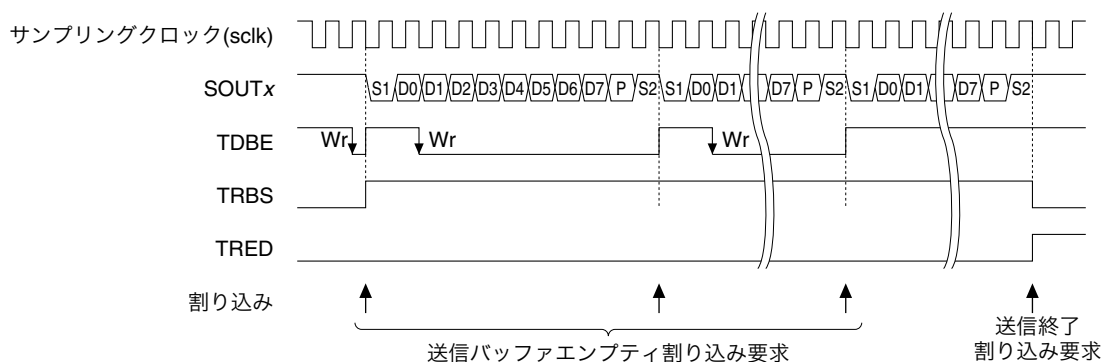 サンプリングクロック(sclk)
SOUTx S1 D0 D1 D2 D3 D4 D5 D6 D7 P S2 S1 D0 D1 D7 P S2 S1 D0 D1 D7 P S2
TDBE Wr Wr Wr
TRBS
TRED
割り込み
送信バッファエンプティ割り込み要求
送信終了
割り込み要求